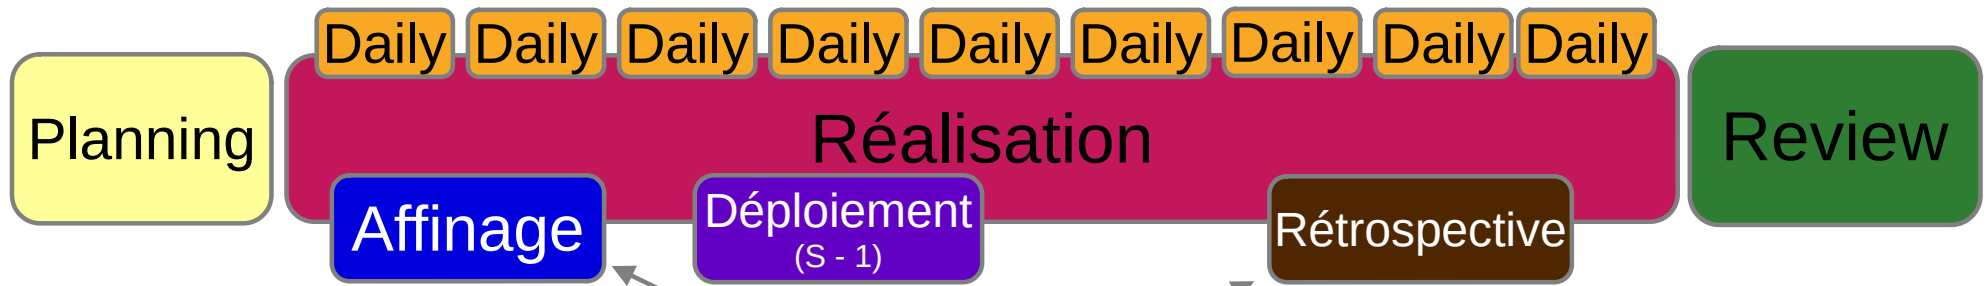 Daily Daily Daily Daily Daily Daily Daily Daily Daily
Planning Réalisation Review
Affinage Déploiement Rétrospective
(S - 1)